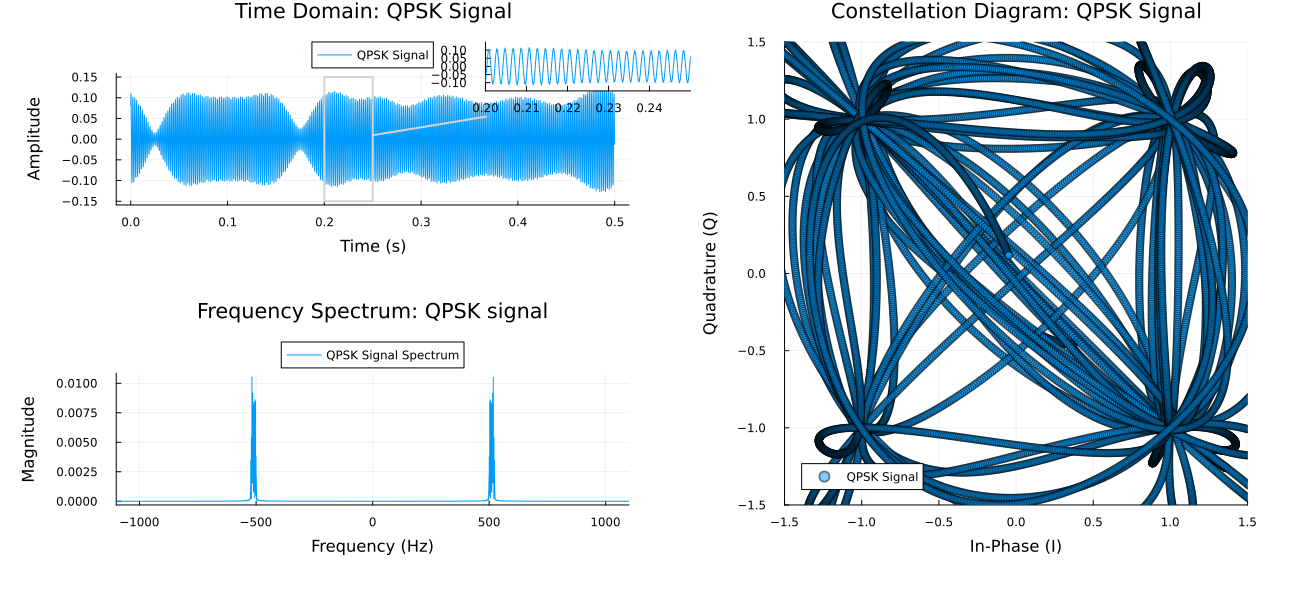 Time Domain: QPSK Signal
QPSK Signal
0.10
0.05
0.00
−0.05
−0.10
0.20 0.21 0.22 0.23 0.24
0.15
0.10
0.05
0.00
−0.05
−0.10
−0.15
Amplitude
0.0 0.1 0.2 0.3 0.4 0.5
Time (s)
Frequency Spectrum: QPSK signal
QPSK Signal Spectrum
0.0100
0.0075
0.0050
0.0025
0.0000
Magnitude
−1000 −500 0 500 1000
Frequency (Hz)
Constellation Diagram: QPSK Signal
1.5
1.0
0.5
0.0
−0.5
−1.0
−1.5
Quadrature (Q)
QPSK Signal
−1.5 −1.0 −0.5 0.0 0.5 1.0 1.5
In-Phase (I)